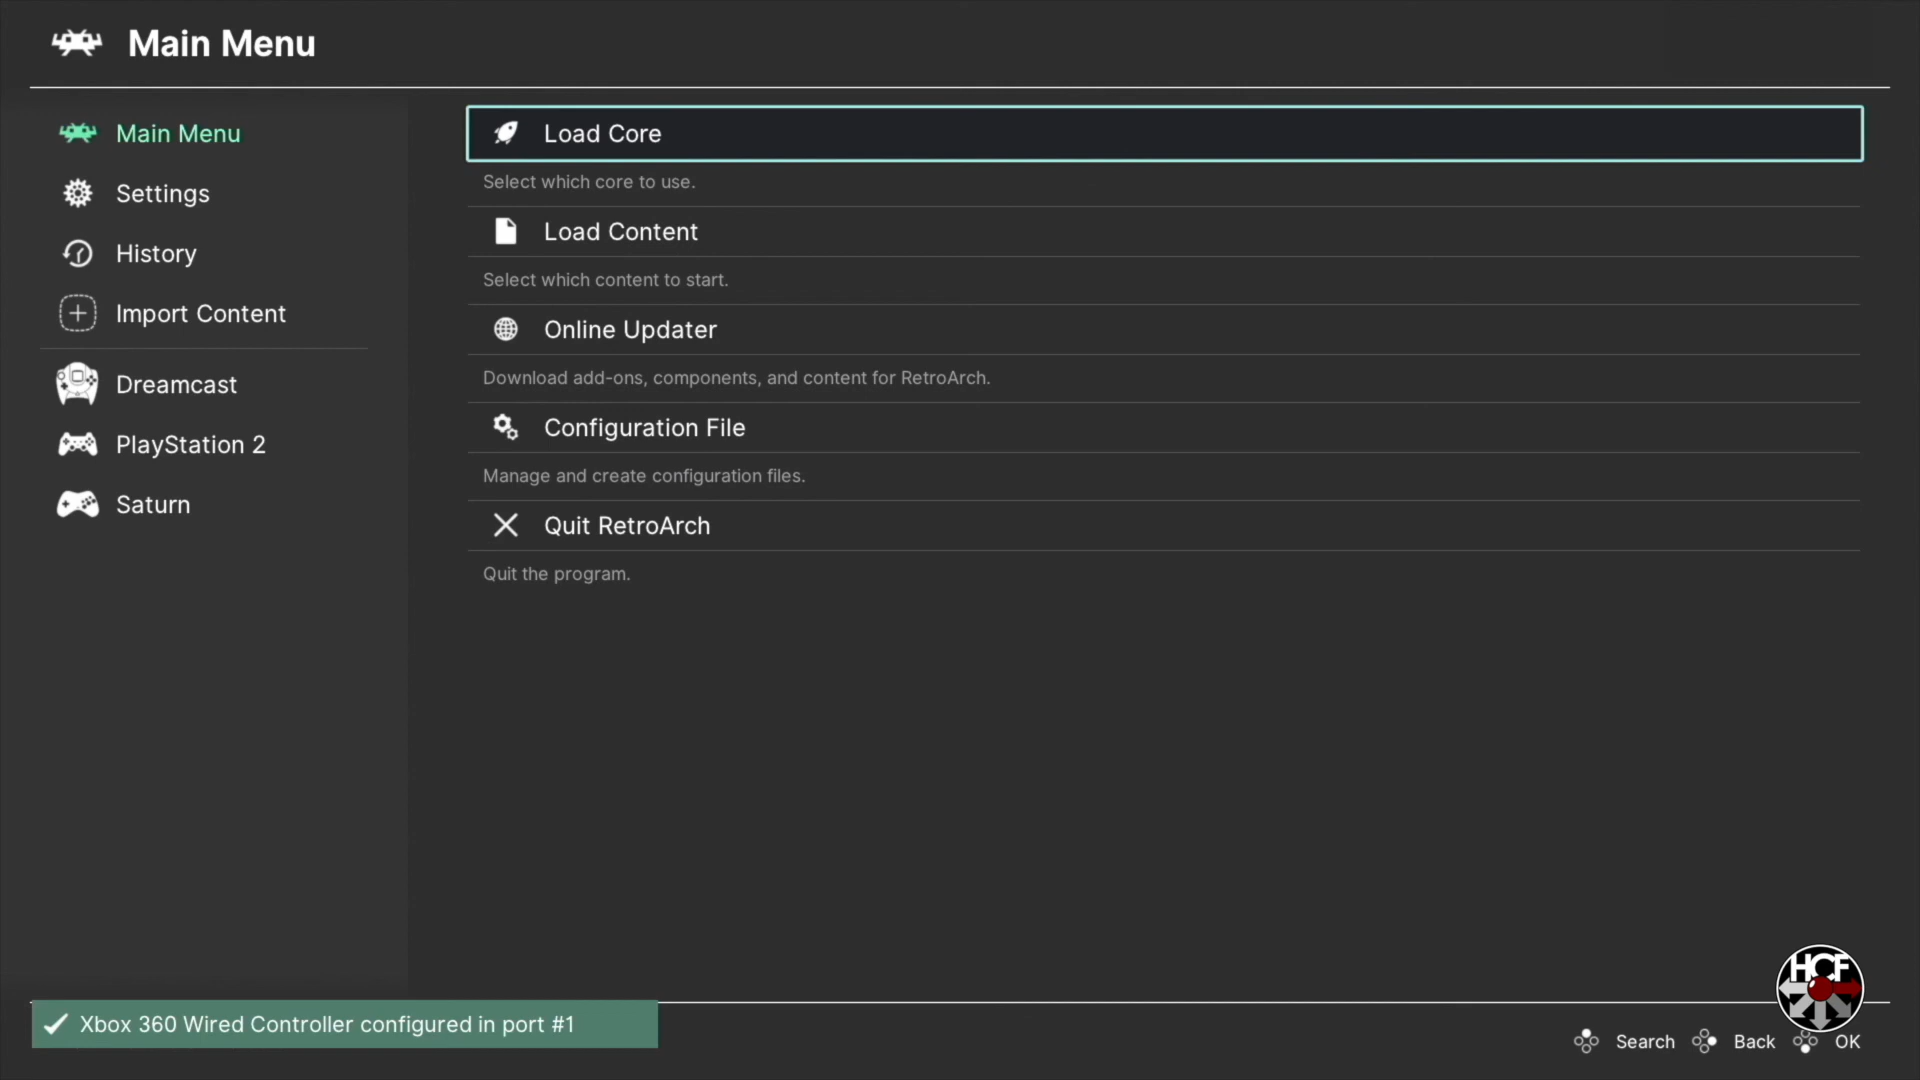 Main Menu
Main Menu
Settings
History
Import Content
Dreamcast
PlayStation 2
Saturn
Load Core
Select which core to use.
Load Content
Select which content to start.
Online Updater
Download add-ons, components, and content for RetroArch.
Configuration File
Manage and create configuration files.
Quit RetroArch
Quit the program.
HCF
Xbox 360 Wired Controller configured in port #1
Search
Back
OK